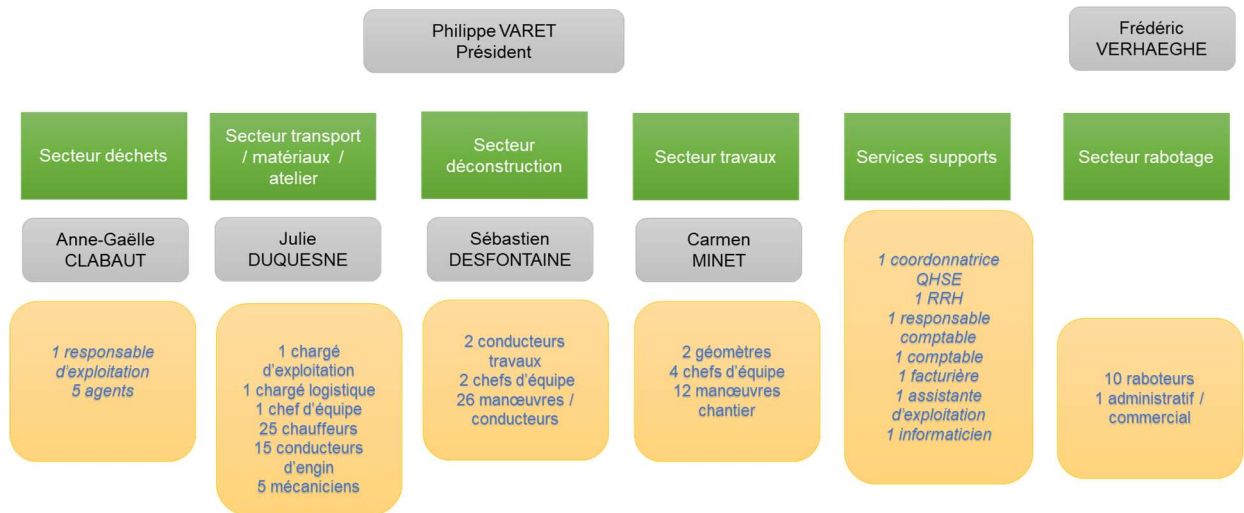 Philippe VARET
Président
Frédéric
VERHAEGHE
Secteur déchets
Secteur transport
/ matériaux /
atelier
Secteur
déconstruction
Secteur travaux
Services supports
Secteur rabotage
Anne-Gaëlle
CLABAUT
Julie
DUQUESNE
Sébastien
DESFONTAINE
Carmen
MINET
1 responsable
d'exploitation
5 agents
1 chargé
d'exploitation
1 chargé logistique
1 chef d'équipe
25 chauffeurs
15 conducteurs
d'engin
5 mécaniciens
2 conducteurs
travaux
2 chefs d'équipe
26 manœuvres /
conducteurs
2 géomètres
4 chefs d'équipe
12 manœuvres
chantier
1 coordonnatrice
QHSE
1 RRH
1 responsable
comptable
1 comptable
1 facturière
1 assistante
d'exploitation
1 informaticien
10 raboteurs
1 administratif /
commercial